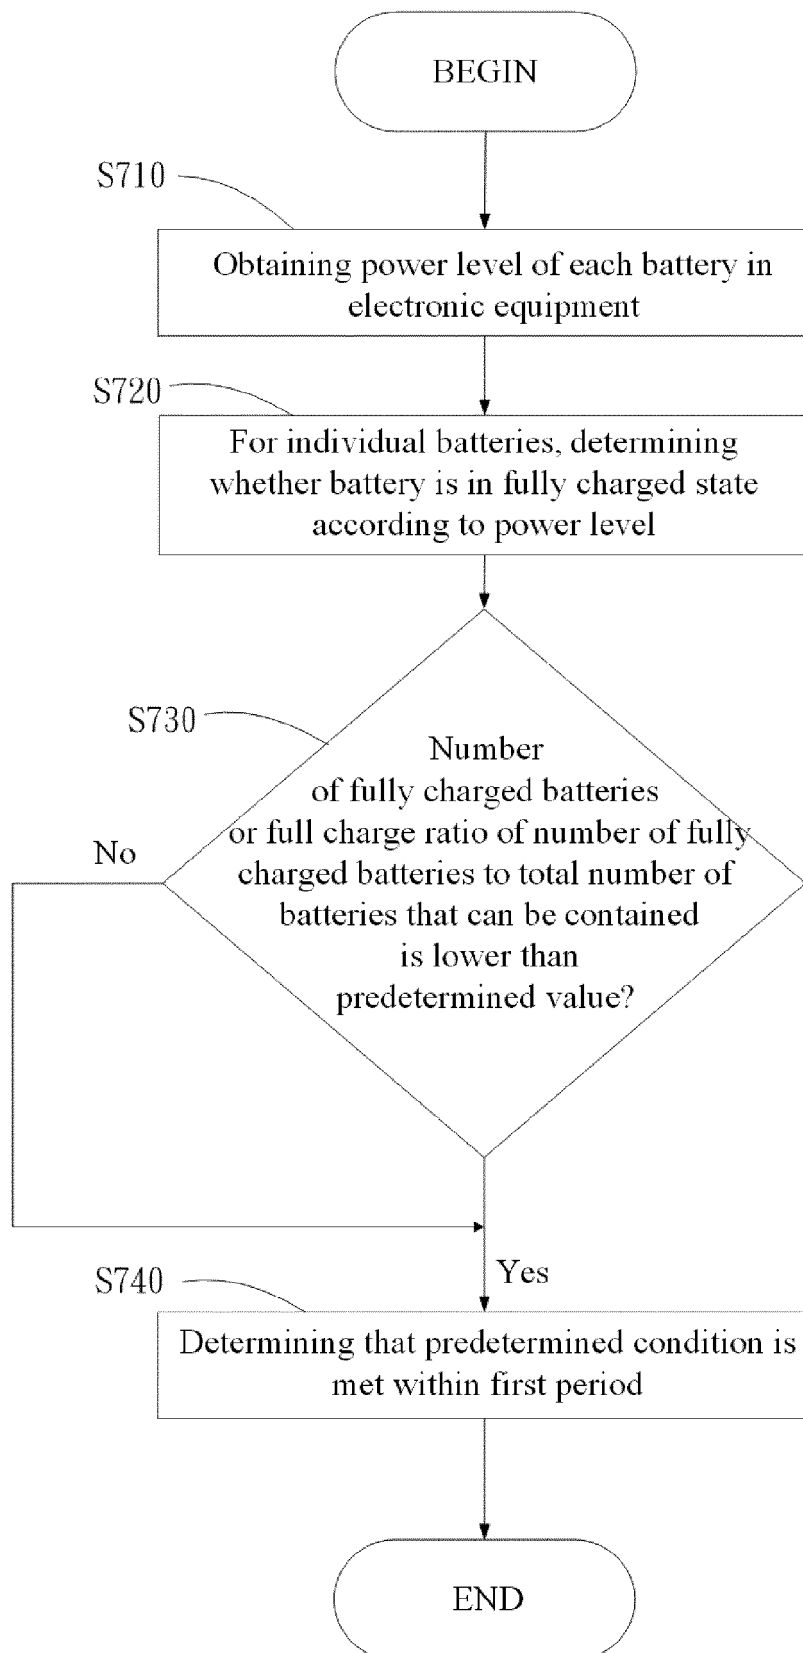 BEGIN
S710
Obtaining power level of each battery in
electronic equipment
S720
For individual batteries, determining
whether battery is in fully charged state
according to power level
S730
Number
of fully charged batteries
or full charge ratio of number of fully
charged batteries to total number of
batteries that can be contained
is lower than
predetermined value?
No
Yes
S740
Determining that predetermined condition is
met within first period
END